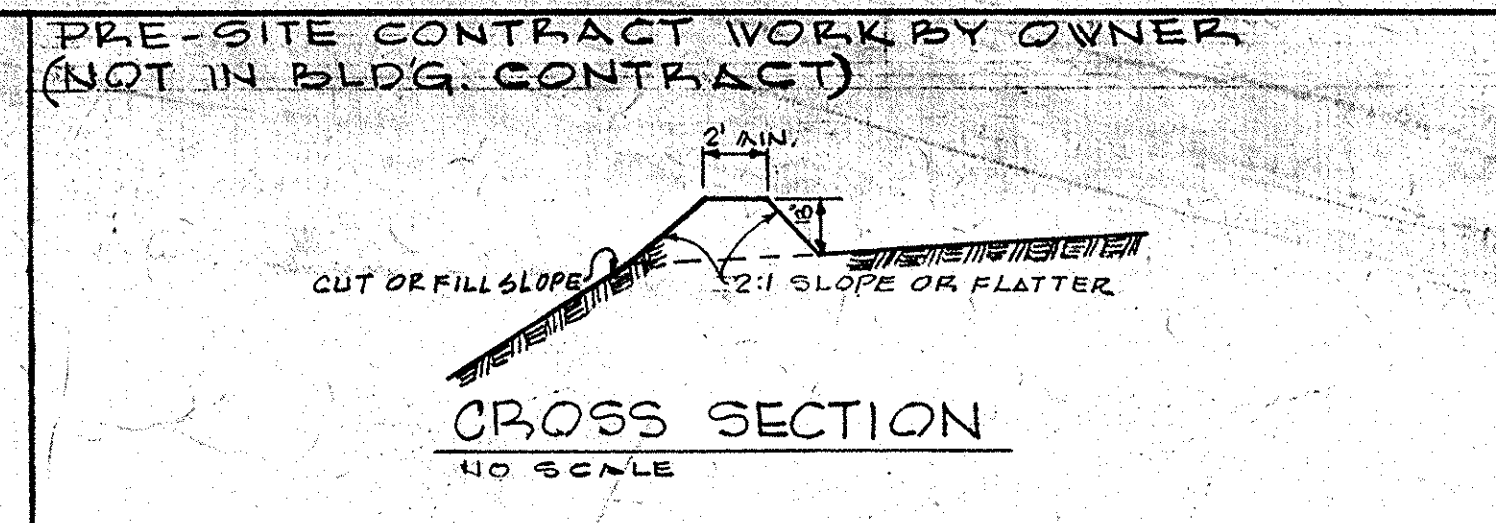 PRE-SITE CONTRACT WORK BY OWNER
(NOT IN BLD'G. CONTRACT)
2' MIN.
CUT OR FILL SLOPE
2:1 SLOPE OR FLATTER
CROSS SECTION
NO SCALE